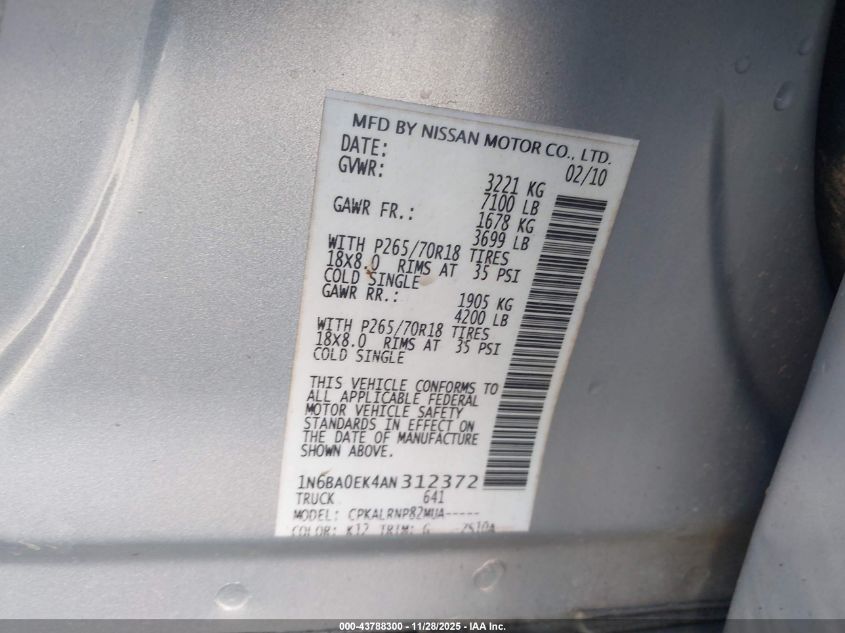 MFD BY NISSAN MOTOR CO., LTD.
DATE: 02/10
GVWR: 3221 KG
7100 LB
GAWR FR.: 1678 KG
3699 LB
WITH P265/70R18 TIRES
18X8.0 RIMS AT 35 PSI
COLD SINGLE
GAWR RR.: 1905 KG
4200 LB
WITH P265/70R18 TIRES
18X8.0 RIMS AT 35 PSI
COLD SINGLE
THIS VEHICLE CONFORMS TO
ALL APPLICABLE FEDERAL
MOTOR VEHICLE SAFETY
STANDARDS IN EFFECT ON
THE DATE OF MANUFACTURE
SHOWN ABOVE.
1N6BA0EK4AN312372
TRUCK 641
MODEL: CPKALRNP82MUA-----
COLOR: K12 TRIM: G
000-43788300 — 11/28/2025 — IAA Inc.